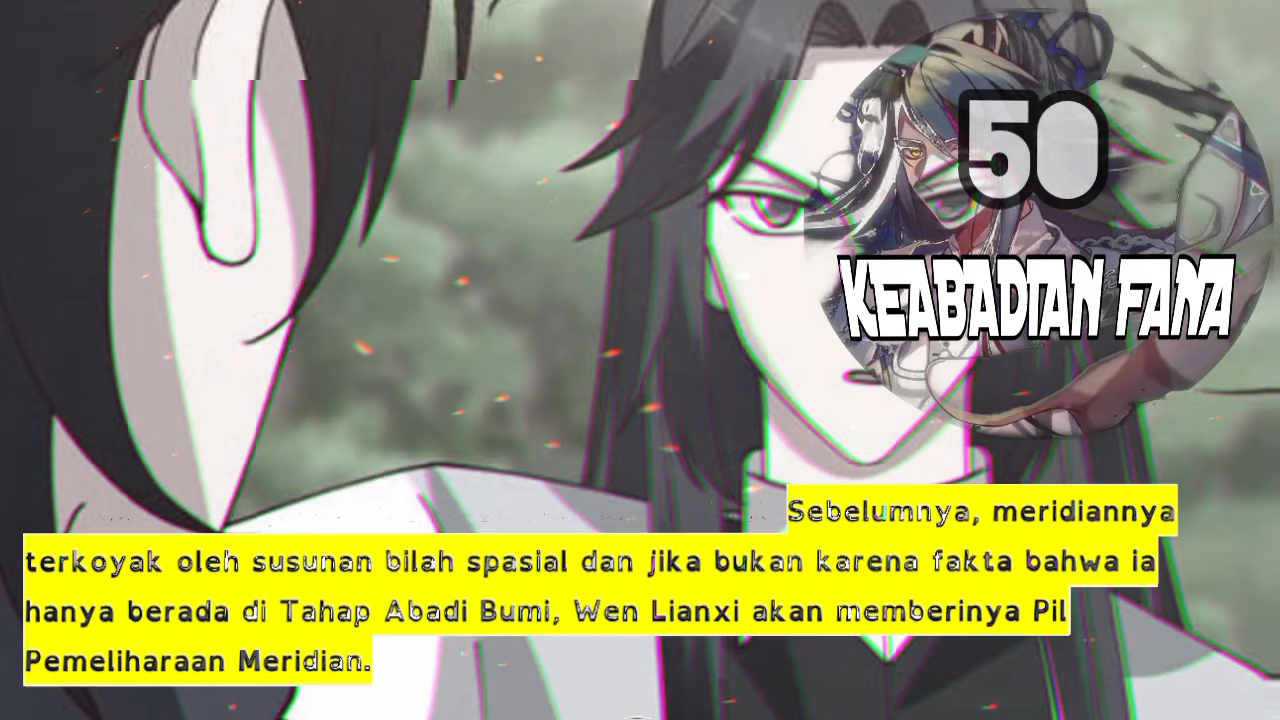 50
KEABADIAN FANA
Sebelumnya, meridiannya
terkoyak oleh susunan bilah spasial dan jika bukan karena fakta bahwa ia
hanya berada di Tahap Abadi Bumi, Wen Lianxi akan memberinya Pil
Pemeliharaan Meridian.